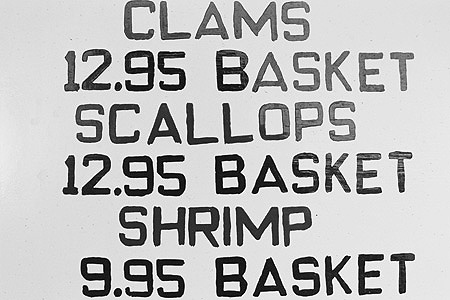 CLAMS
12.95 BASKET
SCALLOPS
12.95 BASKET
SHRIMP
9.95 BASKET